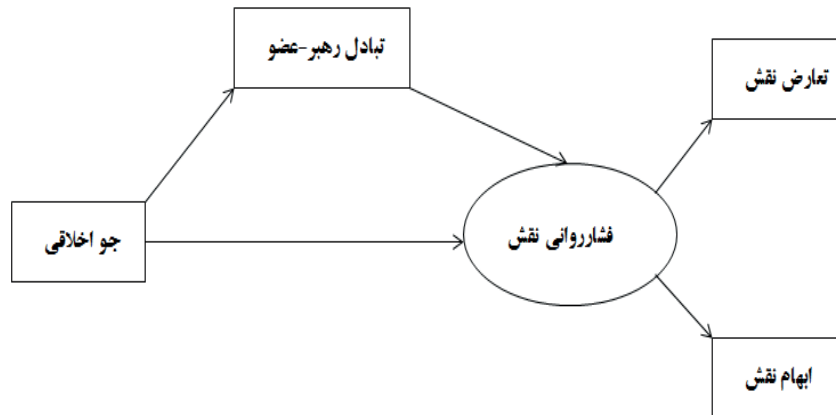 تبادل رهبر-عضو
تعارض نقش
جو اخلاقی
فشارروانی نقش
ابهام نقش